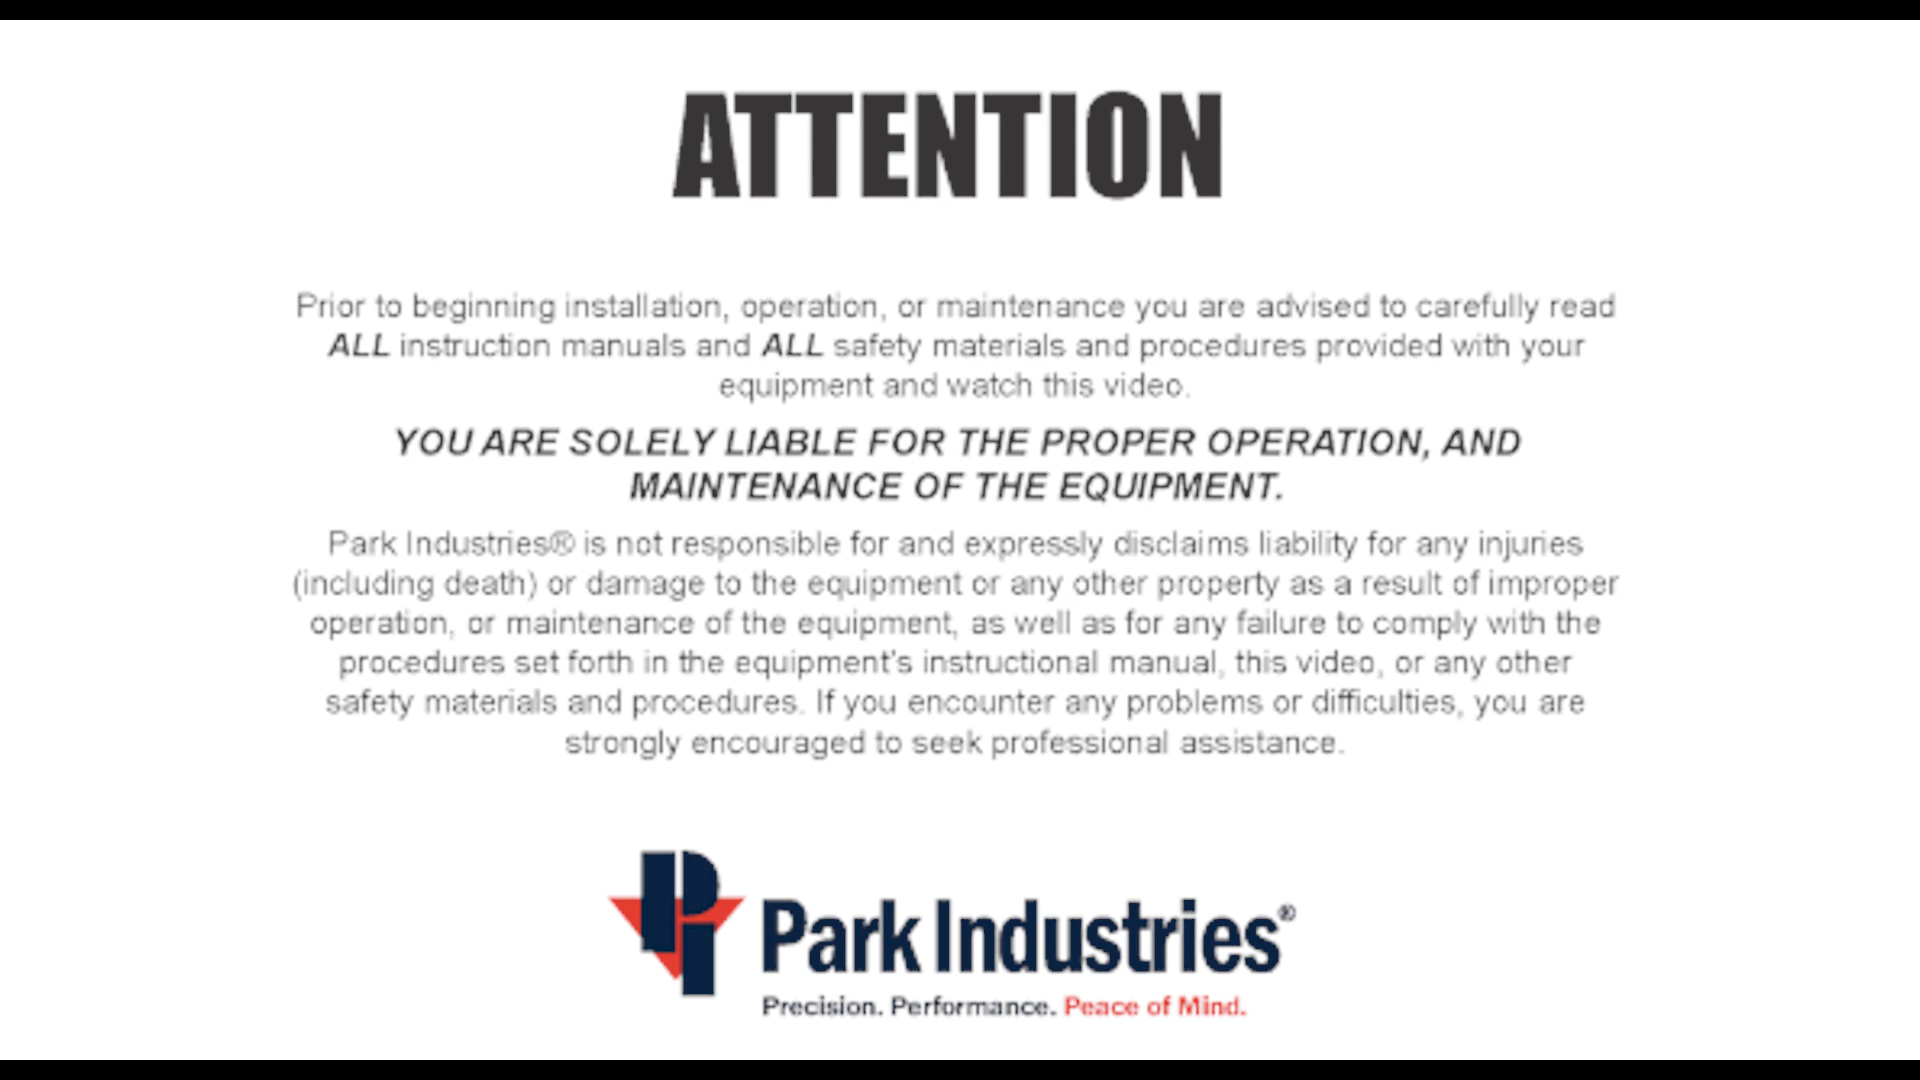 ATTENTION
Prior to beginning installation, operation, or maintenance you are advised to carefully read
ALL instruction manuals and ALL safety materials and procedures provided with your
equipment and watch this video.
YOU ARE SOLELY LIABLE FOR THE PROPER OPERATION, AND
MAINTENANCE OF THE EQUIPMENT.
Park Industries® is not responsible for and expressly disclaims liability for any injuries
(including death) or damage to the equipment or any other property as a result of improper
operation, or maintenance of the equipment, as well as for any failure to comply with the
procedures set forth in the equipment's instructional manual, this video, or any other
safety materials and procedures. If you encounter any problems or difficulties, you are
strongly encouraged to seek professional assistance.
Park Industries®
Precision. Performance. Peace of Mind.